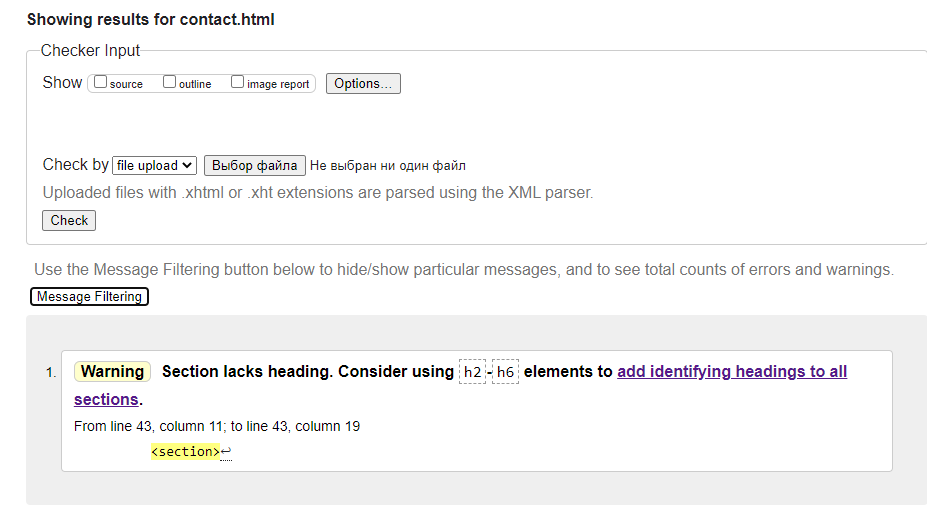 Showing results for contact.html
Checker Input
Show source outline image report Options...
Check by file upload Выбор файла Не выбран ни один файл
Uploaded files with .xhtml or .xht extensions are parsed using the XML parser.
Check
Use the Message Filtering button below to hide/show particular messages, and to see total counts of errors and warnings.
Message Filtering
1. Warning Section lacks heading. Consider using h2-h6 elements to add identifying headings to all
sections.
From line 43, column 11; to line 43, column 19
<section>↩